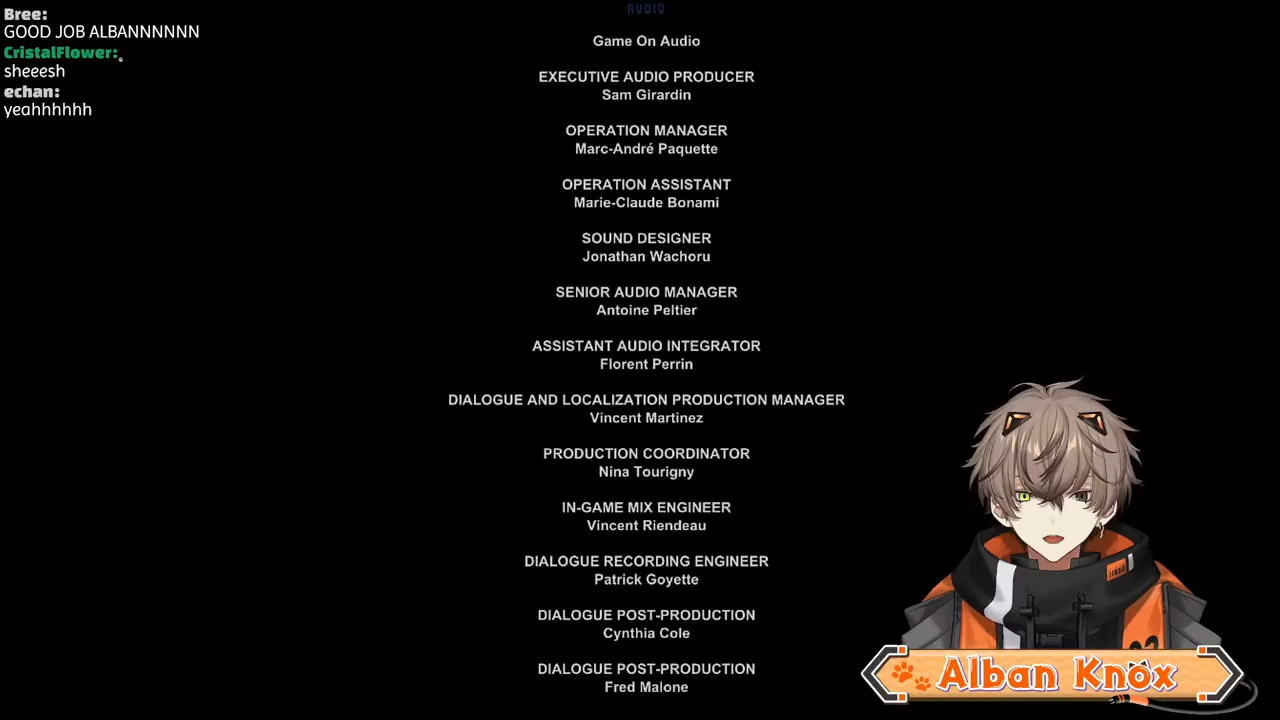 Bree:
GOOD JOB ALBANNNNNN
CristalFlower:
sheeesh
echan:
yeahhhhhh
AUDIO
Game On Audio
EXECUTIVE AUDIO PRODUCER
Sam Girardin
OPERATION MANAGER
Marc-André Paquette
OPERATION ASSISTANT
Marie-Claude Bonami
SOUND DESIGNER
Jonathan Wachoru
SENIOR AUDIO MANAGER
Antoine Peltier
ASSISTANT AUDIO INTEGRATOR
Florent Perrin
DIALOGUE AND LOCALIZATION PRODUCTION MANAGER
Vincent Martinez
PRODUCTION COORDINATOR
Nina Tourigny
IN-GAME MIX ENGINEER
Vincent Riendeau
DIALOGUE RECORDING ENGINEER
Patrick Goyette
DIALOGUE POST-PRODUCTION
Cynthia Cole
DIALOGUE POST-PRODUCTION
Fred Malone
Alban Knox